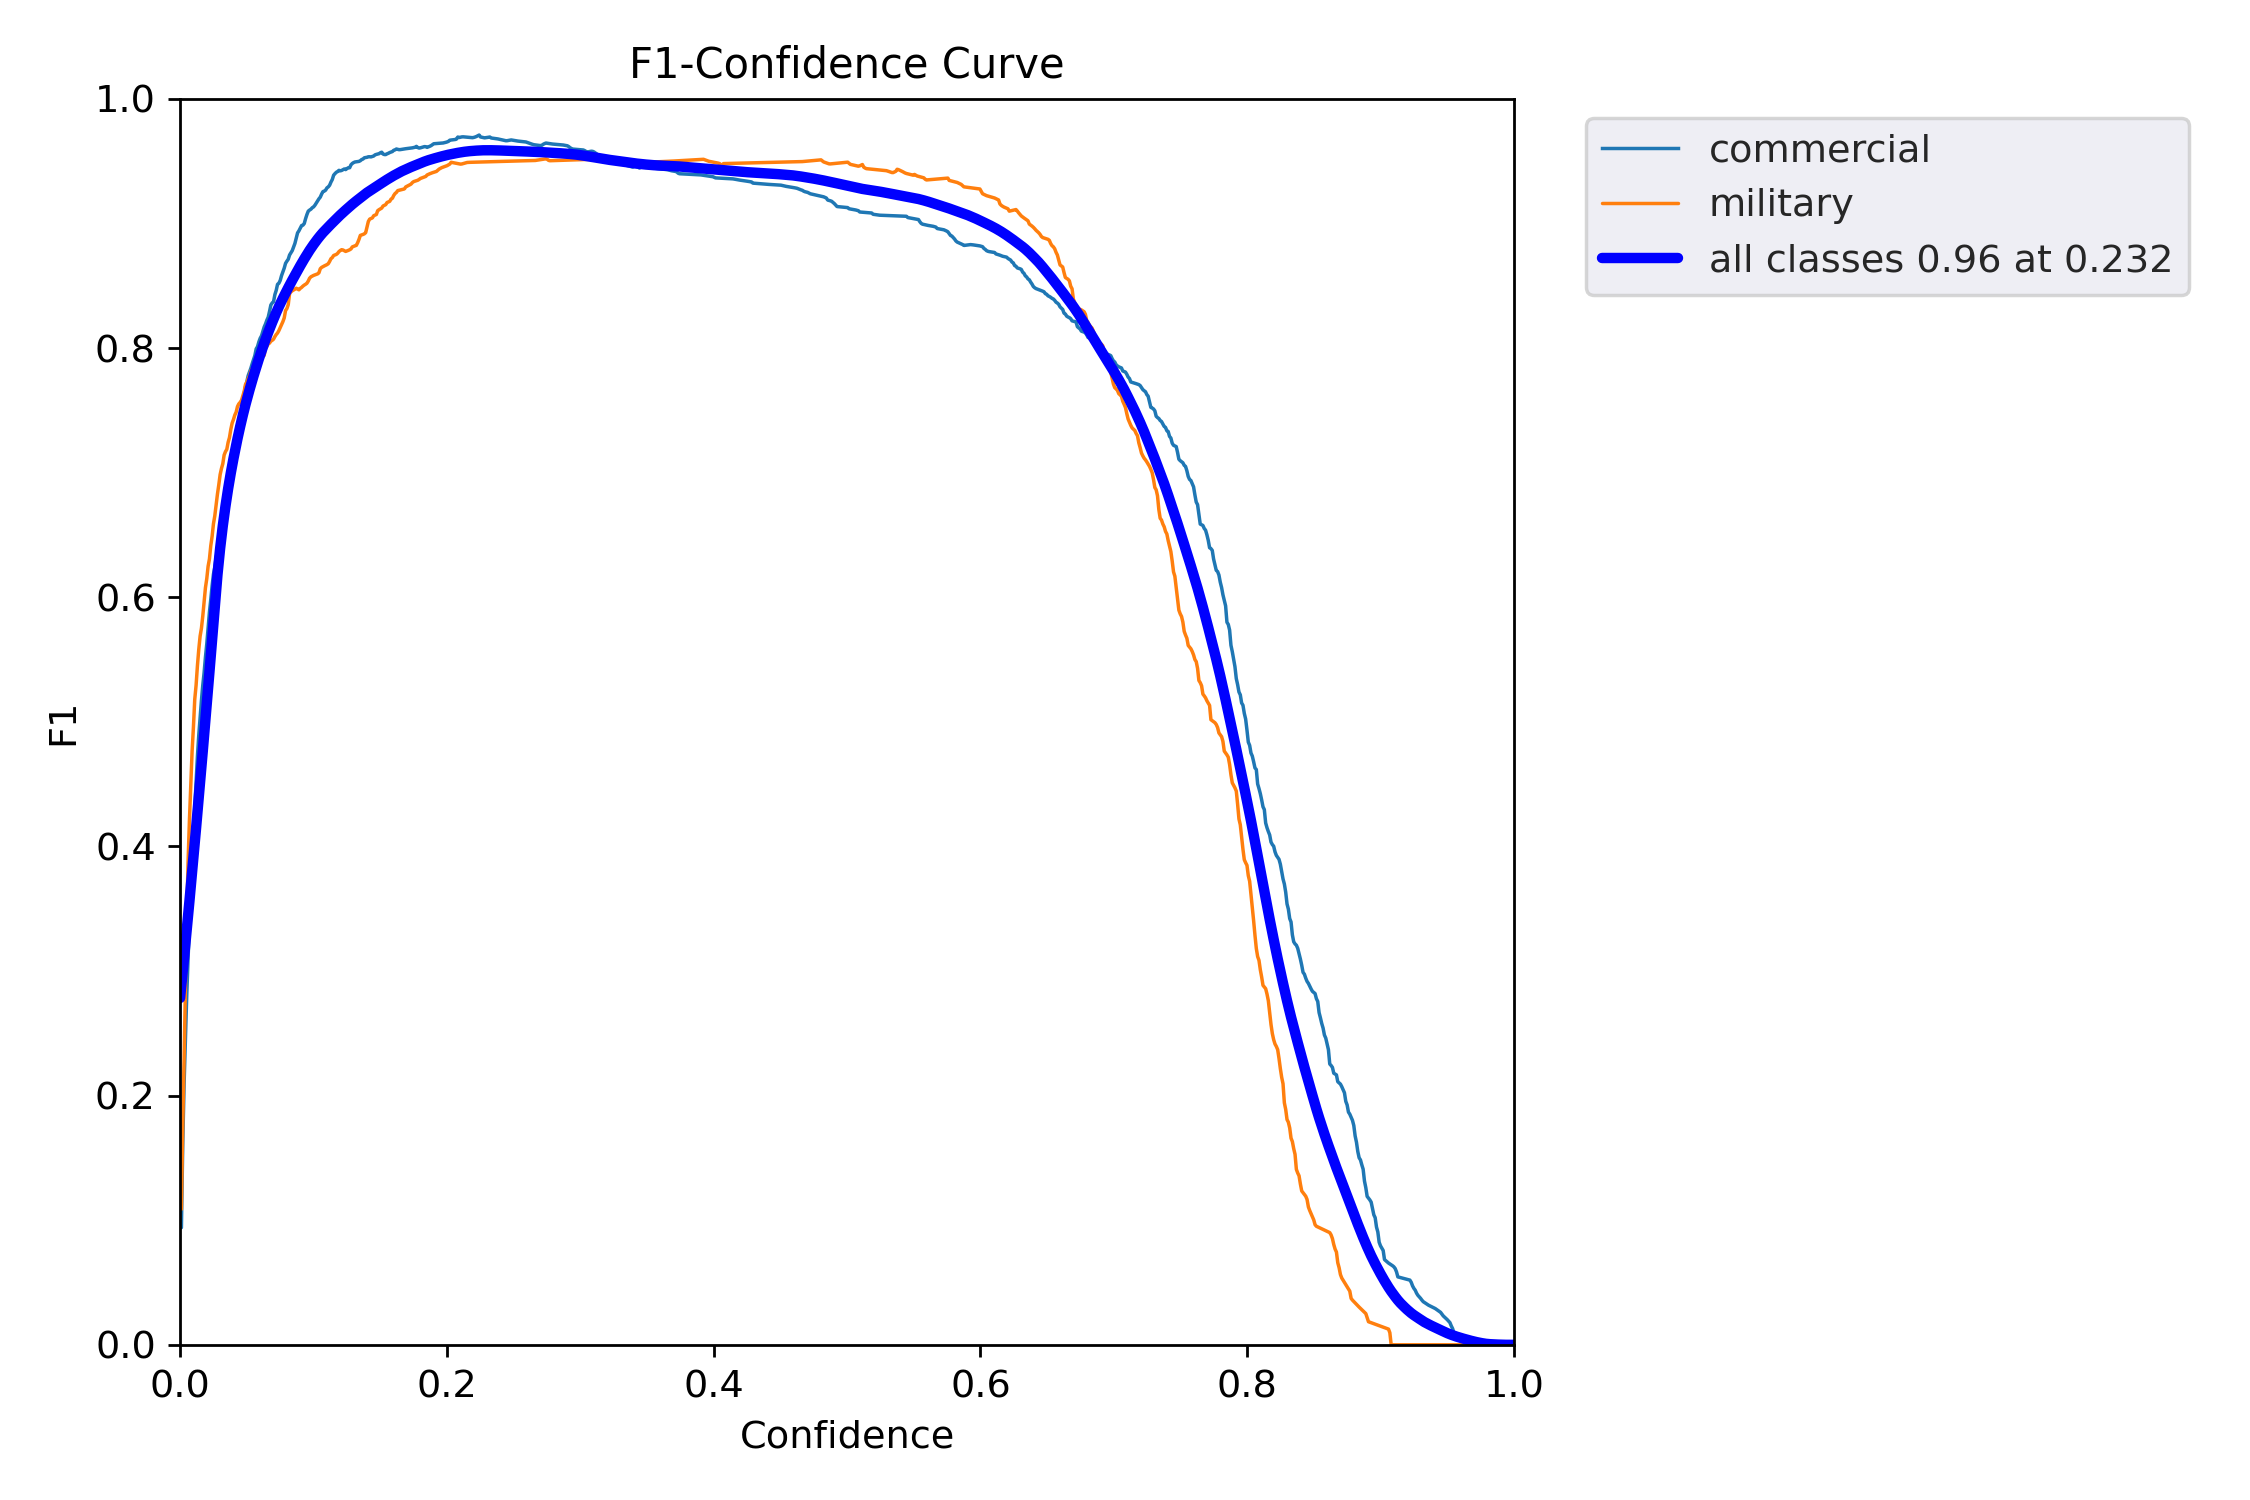 F1-Confidence Curve
commercial
military
all classes 0.96 at 0.232
F1
1.0
0.8
0.6
0.4
0.2
0.0
0.0 0.2 0.4 0.6 0.8 1.0
Confidence